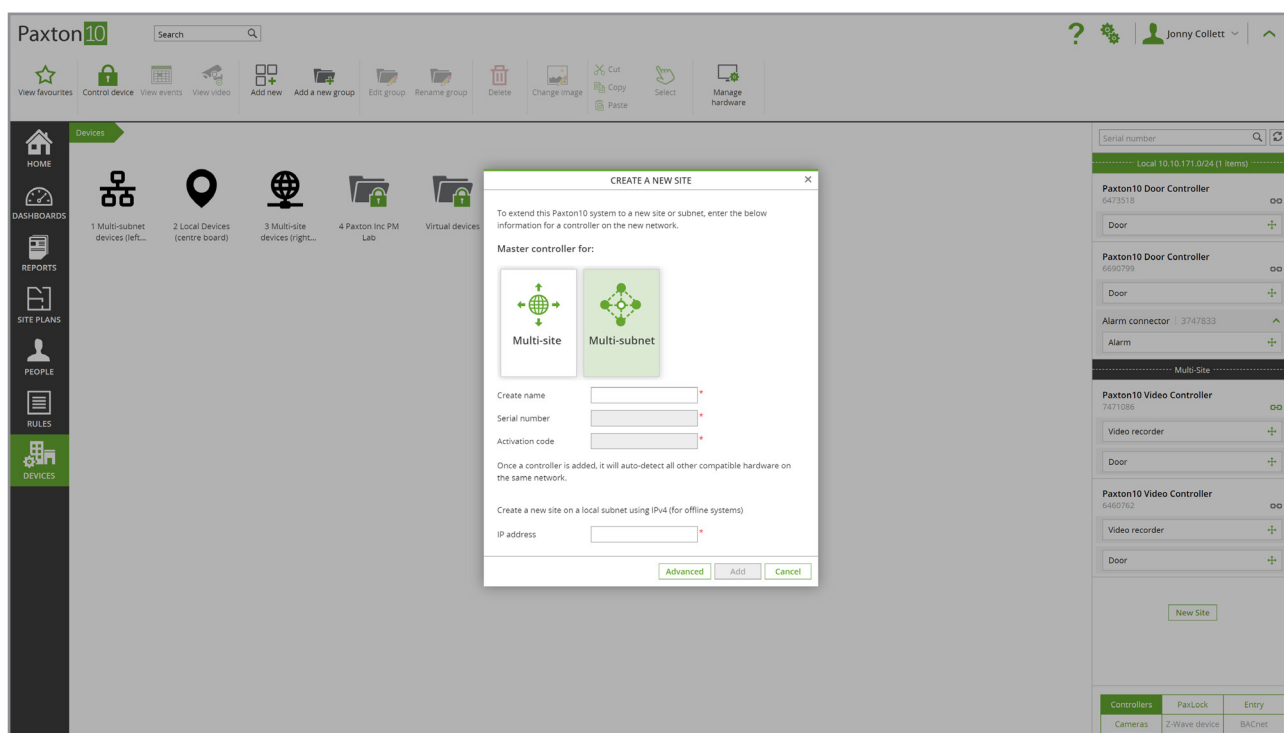 Paxton10
Search
Jonny Collett
View favourites
Control device
View events
View video
Add new
Add a new group
Edit group
Rename group
Delete
Change image
Cut
Copy
Paste
Select
Manage
hardware
HOME
DASHBOARDS
REPORTS
SITE PLANS
PEOPLE
RULES
DEVICES
Devices
1 Multi-subnet
devices (left...
2 Local Devices
(centre board)
3 Multi-site
devices (right...
4 Paxton Inc PM
Lab
Virtual devices
CREATE A NEW SITE
To extend this Paxton10 system to a new site or subnet, enter the below
information for a controller on the new network.
Master controller for:
Multi-site
Multi-subnet
Create name *
Serial number *
Activation code *
Once a controller is added, it will auto-detect all other compatible hardware on
the same network.
Create a new site on a local subnet using IPv4 (for offline systems)
IP address *
Advanced
Add
Cancel
Serial number
Local 10.10.171.0/24 (1 items)
Paxton10 Door Controller
6473518
Door
Paxton10 Door Controller
6690799
Door
Alarm connector | 3747833
Alarm
Multi-Site
Paxton10 Video Controller
7471086
Video recorder
Door
Paxton10 Video Controller
6460762
Video recorder
Door
New Site
Controllers
PaxLock
Entry
Cameras
Z-Wave device
BACnet